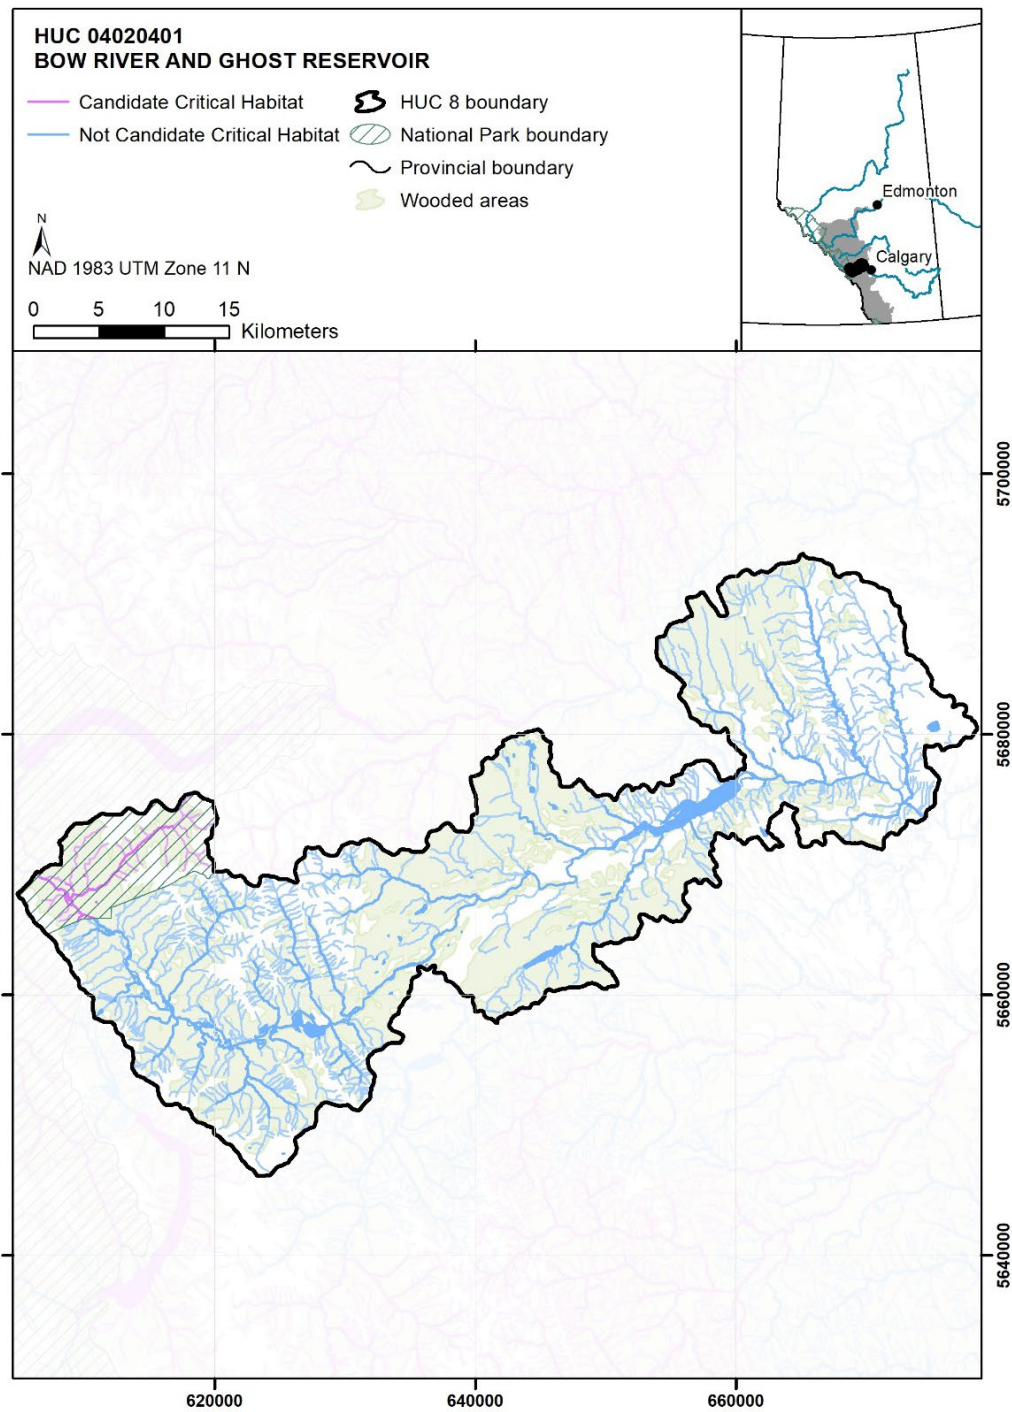 HUC 04020401
BOW RIVER AND GHOST RESERVOIR
Candidate Critical Habitat
HUC 8 boundary
Not Candidate Critical Habitat
National Park boundary
Provincial boundary
Wooded areas
N
NAD 1983 UTM Zone 11 N
0 5 10 15
Kilometers
Edmonton
Calgary
5700000
5680000
5660000
5640000
620000 640000 660000